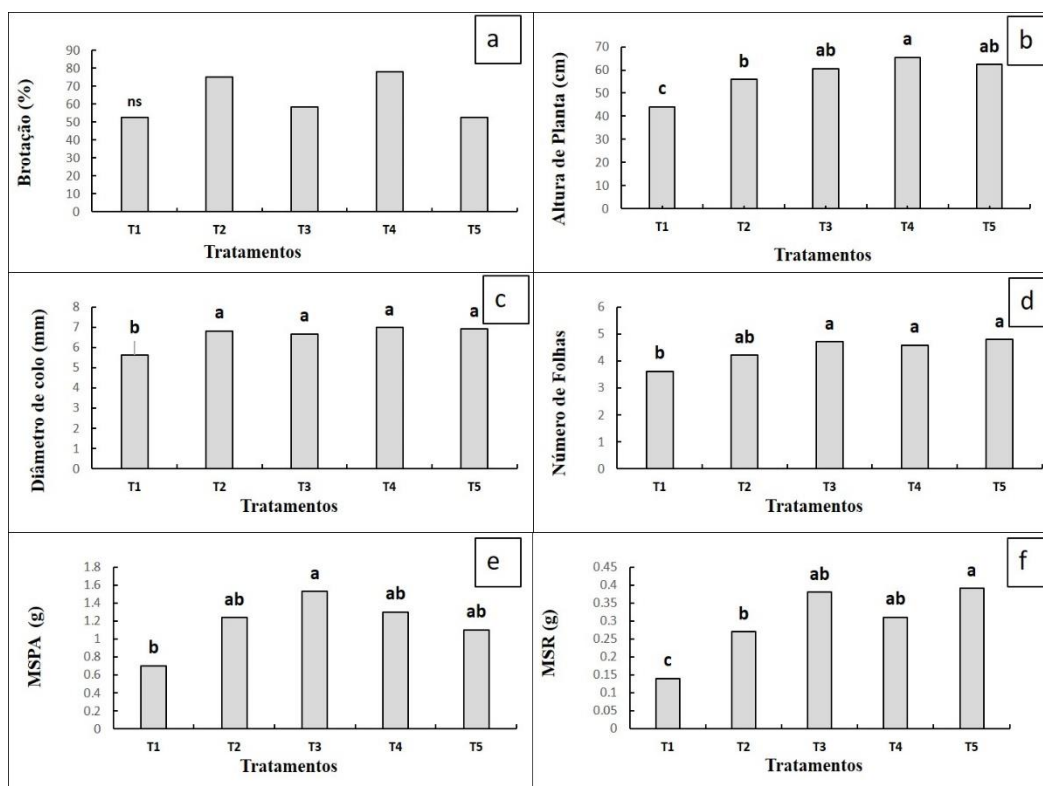 a
Brotação (%)
90
80
70
60
50
40
30
20
10
0
ns
T1 T2 T3 T4 T5
Tratamentos
b
Altura de Planta (cm)
70
60
50
40
30
20
10
0
c b ab a ab
T1 T2 T3 T4 T5
Tratamentos
c
Diâmetro de colo (mm)
8
7
6
5
4
3
2
1
0
b a a a a
T1 T2 T3 T4 T5
Tratamentos
d
Número de Folhas
6
5
4
3
2
1
0
b ab a a a
T1 T2 T3 T4 T5
Tratamentos
e
MSPA (g)
1.8
1.6
1.4
1.2
1
0.8
0.6
0.4
0.2
0
b ab a ab ab
T1 T2 T3 T4 T5
Tratamentos
f
MSR (g)
0.45
0.4
0.35
0.3
0.25
0.2
0.15
0.1
0.05
0
c b ab ab a
T1 T2 T3 T4 T5
Tratamentos